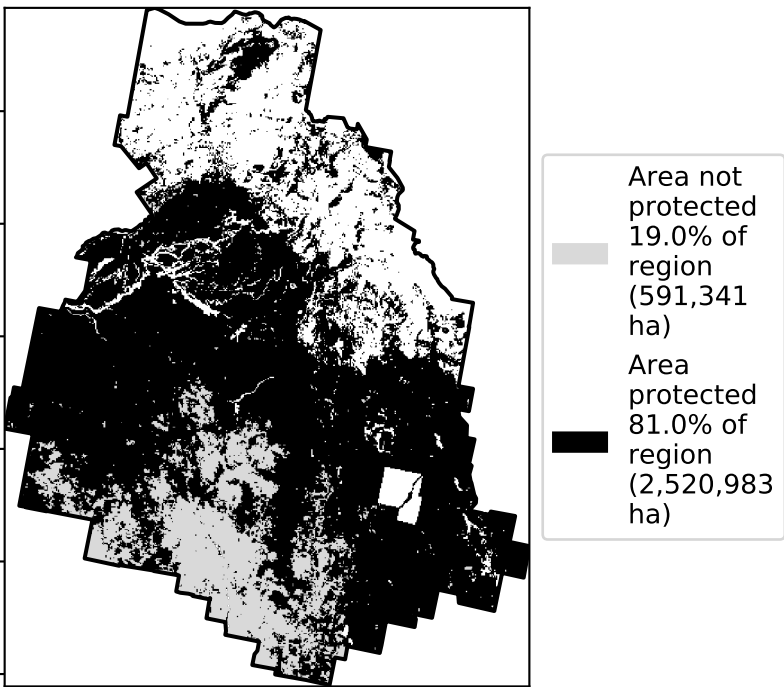 Area not
protected
19.0% of
region
(591,341
ha)
Area
protected
81.0% of
region
(2,520,983
ha)